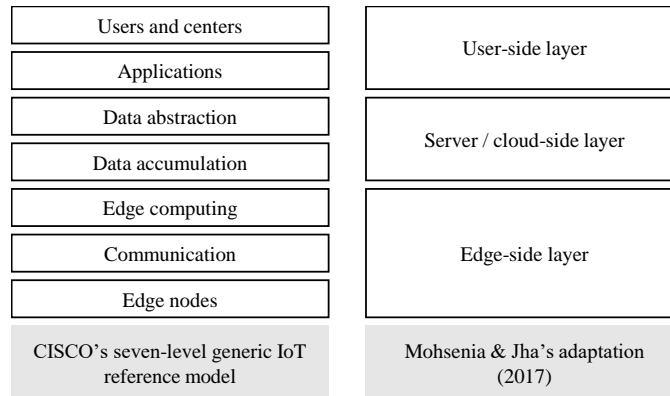 Users and centers
Applications
Data abstraction
Data accumulation
Edge computing
Communication
Edge nodes
CISCO's seven-level generic IoT
reference model
User-side layer
Server / cloud-side layer
Edge-side layer
Mohsenia & Jha's adaptation
(2017)